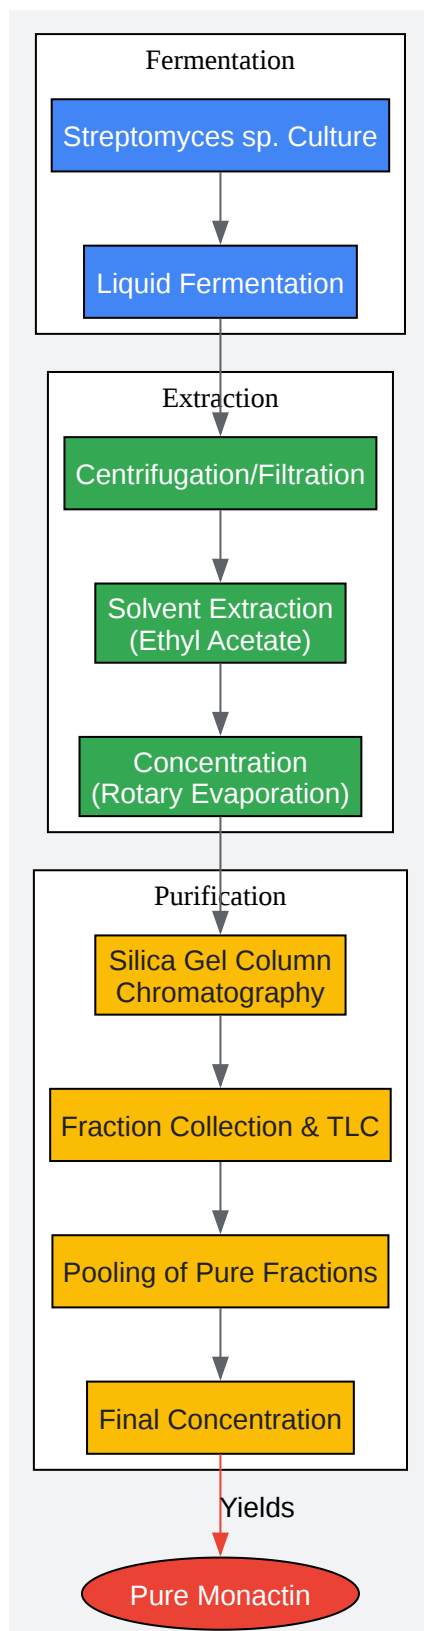 Fermentation
Streptomyces sp. Culture
Liquid Fermentation
Extraction
Centrifugation/Filtration
Solvent Extraction
(Ethyl Acetate)
Concentration
(Rotary Evaporation)
Purification
Silica Gel Column
Chromatography
Fraction Collection & TLC
Pooling of Pure Fractions
Final Concentration
Yields
Pure Monactin